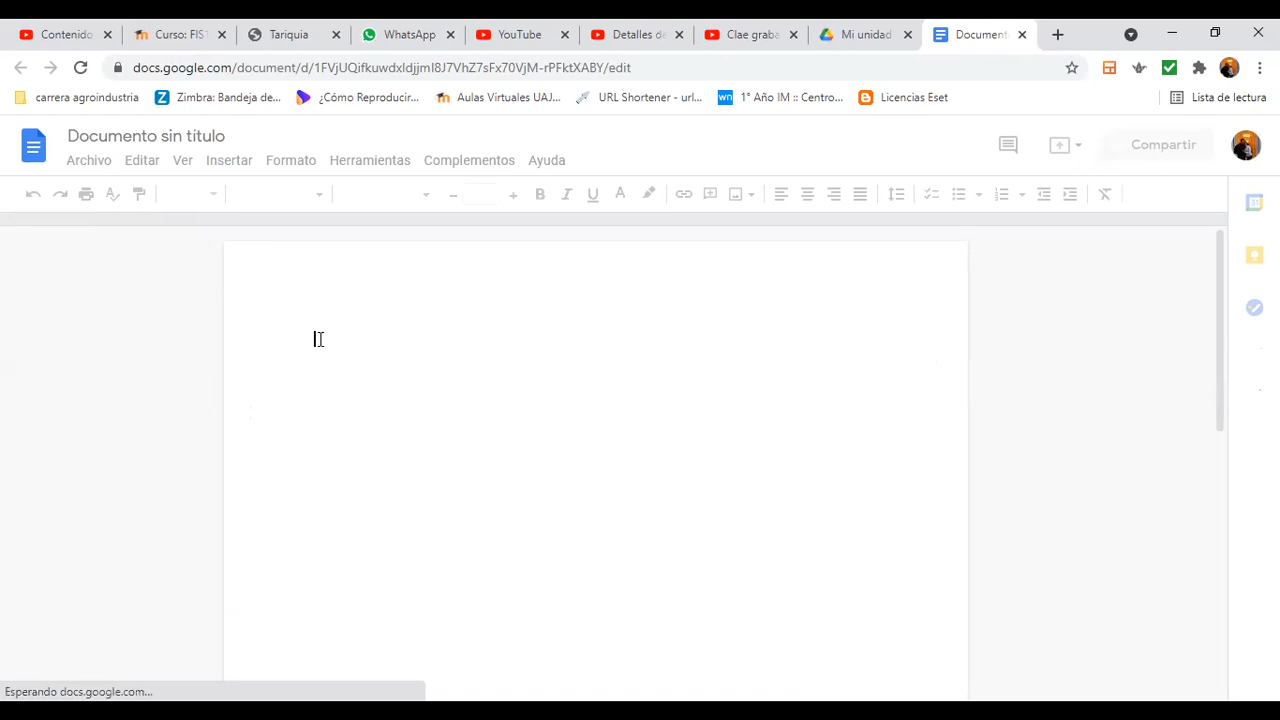 Contenido
Curso: FIS1
Tariquia
WhatsApp
YouTube
Detalles de
Clae graba
Mi unidad
Document
docs.google.com/document/d/1FVjUQifkuwdxldjjmI8J7VhZ7sFx70VjM-rPFktXABY/edit
carrera agroindustria
Zimbra: Bandeja de...
¿Cómo Reproducir...
Aulas Virtuales UAJ...
URL Shortener - url...
wn 1° Año IM :: Centro...
Licencias Eset
Lista de lectura
Documento sin título
Archivo Editar Ver Insertar Formato Herramientas Complementos Ayuda
Compartir
31
Esperando docs.google.com...